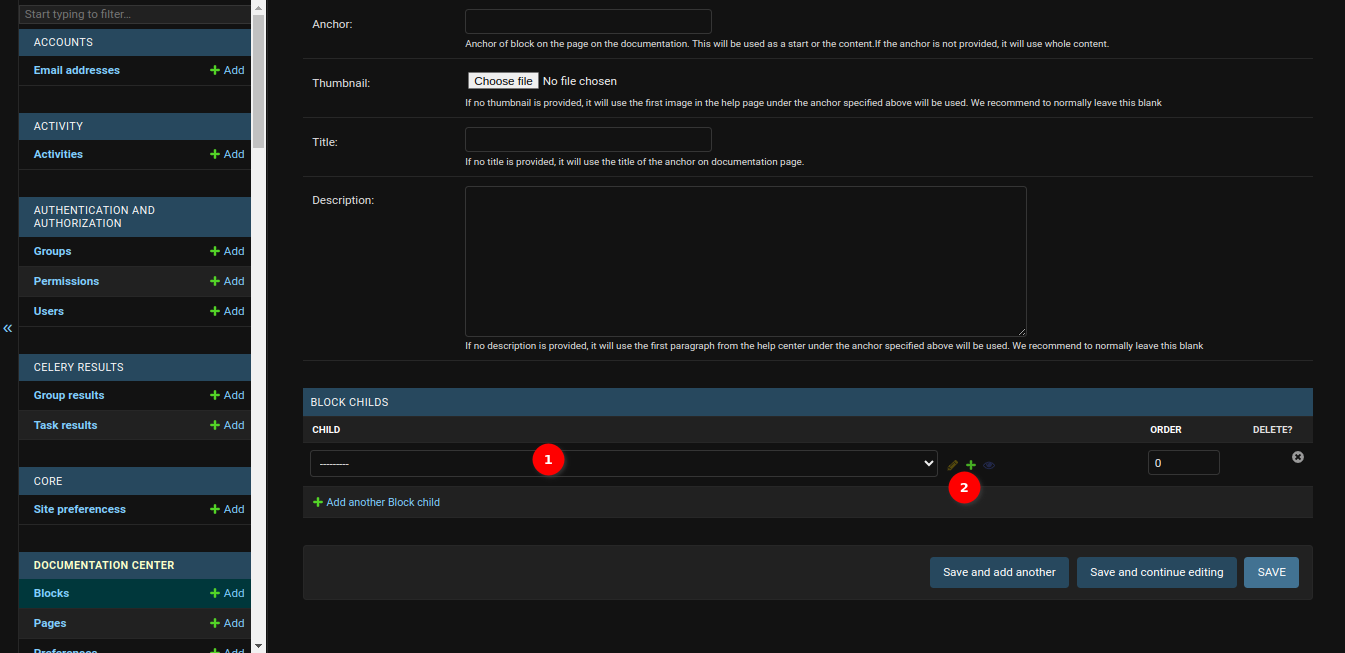 Start typing to filter...
ACCOUNTS
Email addresses Add
ACTIVITY
Activities Add
AUTHENTICATION AND
AUTHORIZATION
Groups Add
Permissions Add
Users Add
«
CELERY RESULTS
Group results Add
Task results Add
CORE
Site preferencess Add
DOCUMENTATION CENTER
Blocks Add
Pages Add
Preferences Add
Anchor:
Anchor of block on the page on the documentation. This will be used as a start or the content.If the anchor is not provided, it will use whole content.
Thumbnail: Choose file No file chosen
If no thumbnail is provided, it will use the first image in the help page under the anchor specified above will be used. We recommend to normally leave this blank
Title:
If no title is provided, it will use the title of the anchor on documentation page.
Description:
If no description is provided, it will use the first paragraph from the help center under the anchor specified above will be used. We recommend to normally leave this blank
BLOCK CHILDS
CHILD ORDER DELETE?
--------- 1 0
2
Add another Block child
Save and add another Save and continue editing SAVE